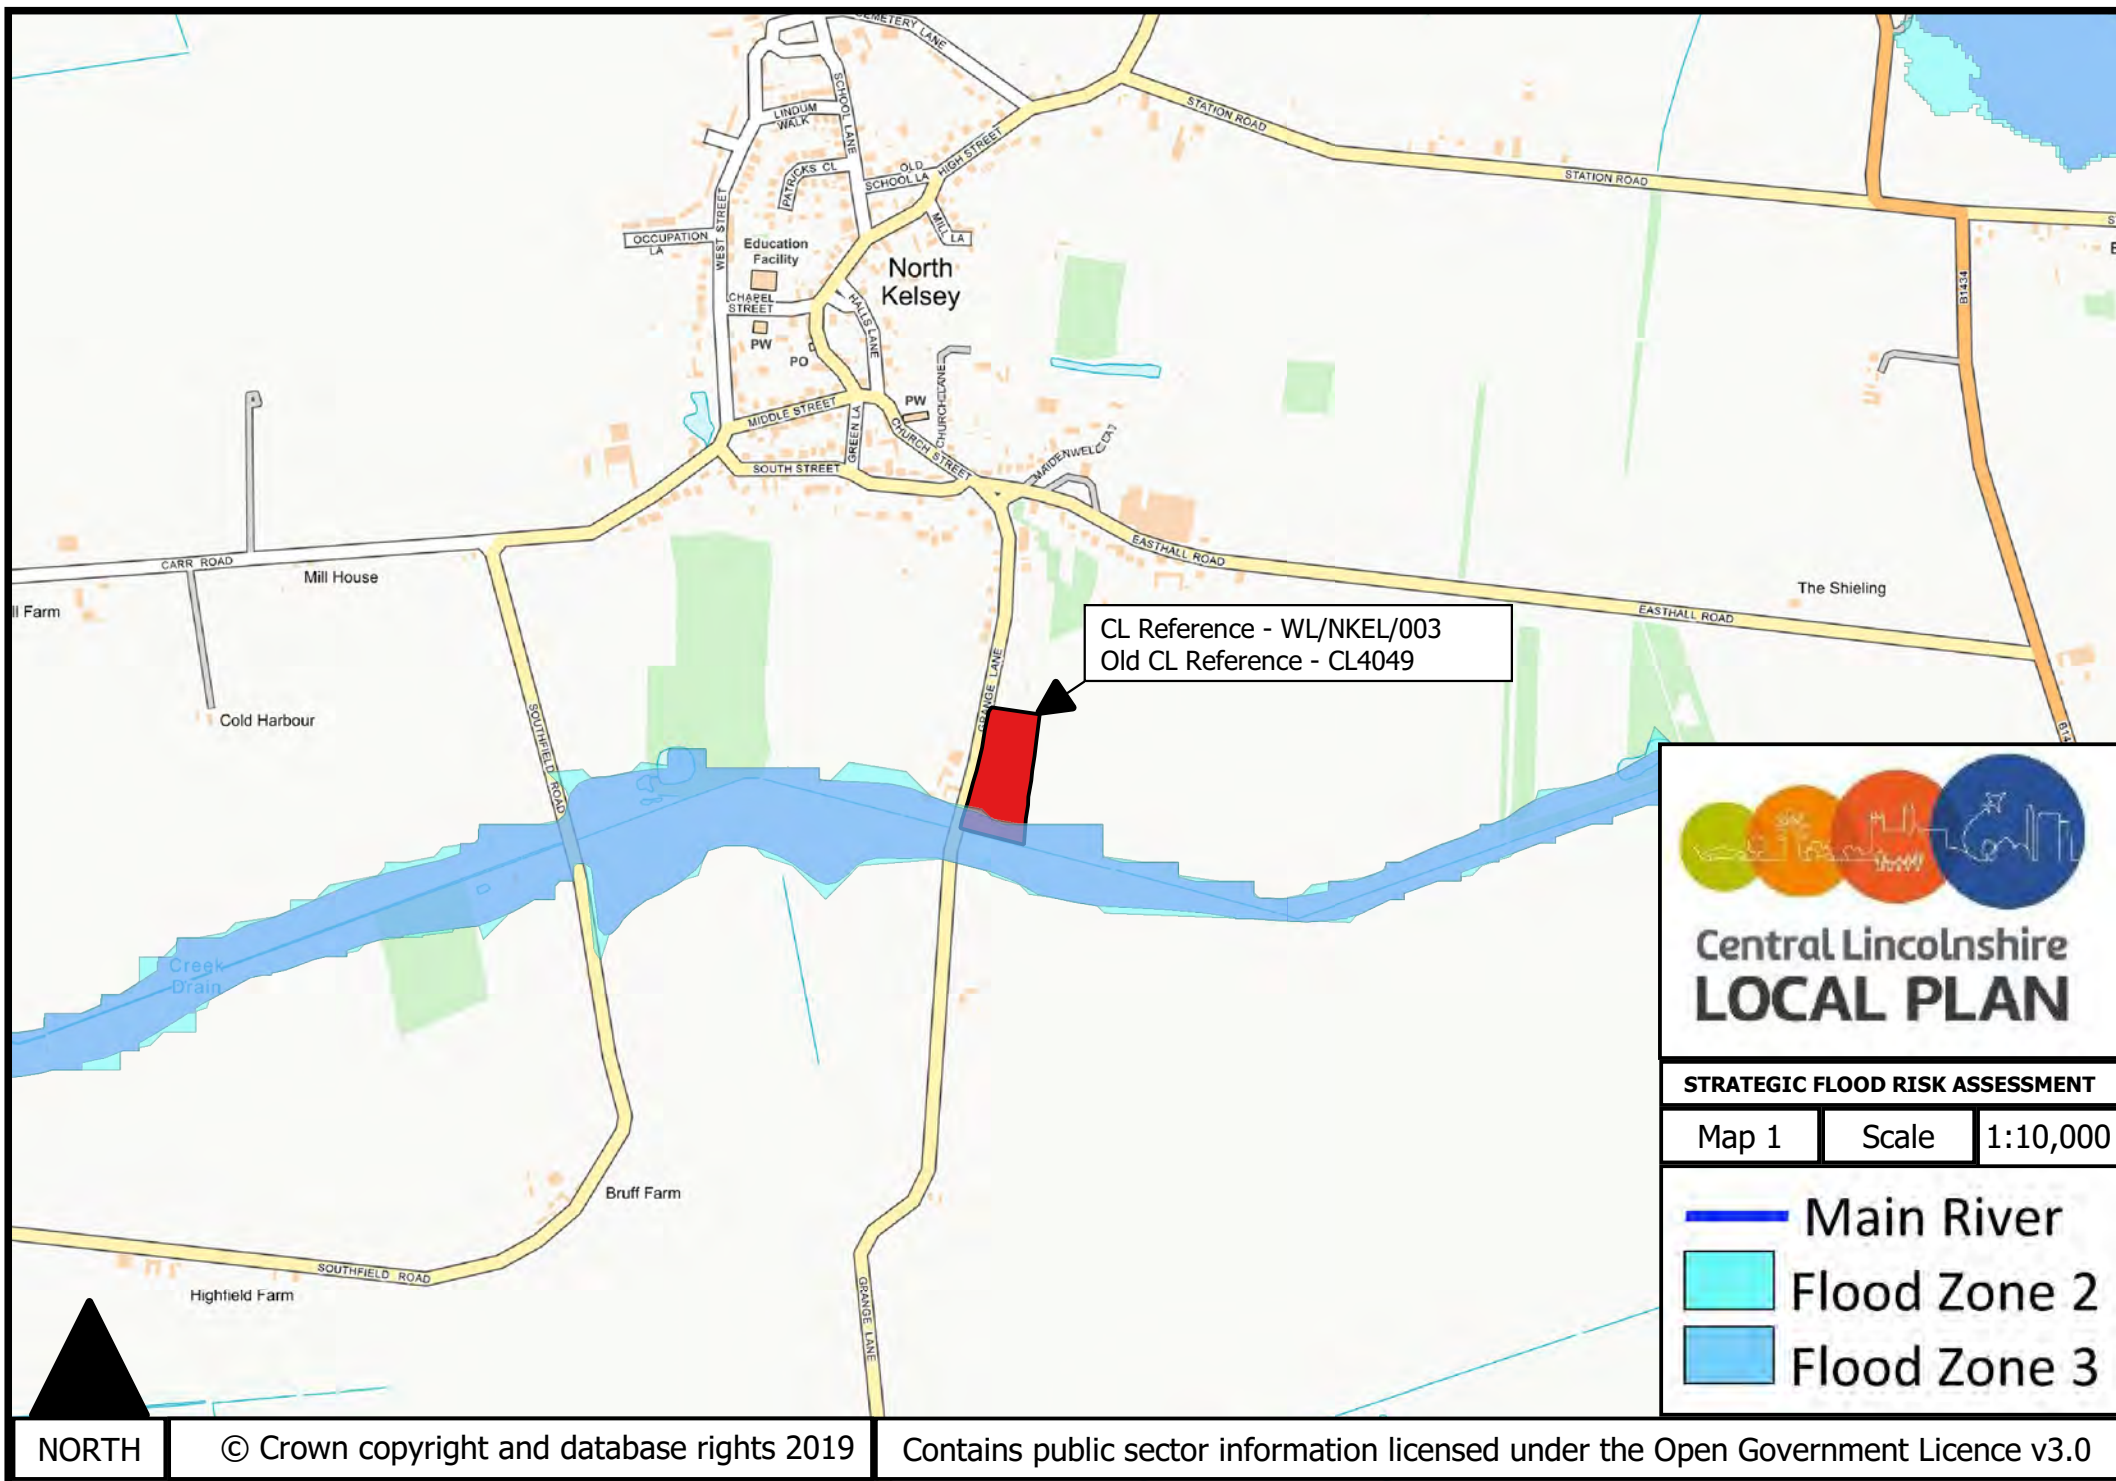 CEMETERY LANE
SCHOOL LANE
LINDUM
WALK
STATION ROAD
HIGH STREET
OLD
SCHOOL LA
PATRICKS CL
STATION ROAD
MILL LA
WEST STREET
OCCUPATION
LA
Education
Facility
North
Kelsey
CHAPEL
STREET
HALLS LANE
B1434
PW
PO
CHURCH LANE
PW
MIDDLE STREET
GREEN LA
CHURCH STREET
SOUTH STREET
EASTHALL ROAD
CARR ROAD
Mill House
The Shieling
ll Farm
EASTHALL ROAD
CL Reference - WL/NKEL/003
Old CL Reference - CL4049
GRANGE LANE
Cold Harbour
SOUTHFIELD ROAD
B14
Creek
Drain
Central Lincolnshire
LOCAL PLAN
STRATEGIC FLOOD RISK ASSESSMENT
Map 1 Scale 1:10,000
Bruff Farm
Main River
SOUTHFIELD ROAD
Highfield Farm
GRANGE LANE
Flood Zone 2
Flood Zone 3
NORTH
© Crown copyright and database rights 2019
Contains public sector information licensed under the Open Government Licence v3.0